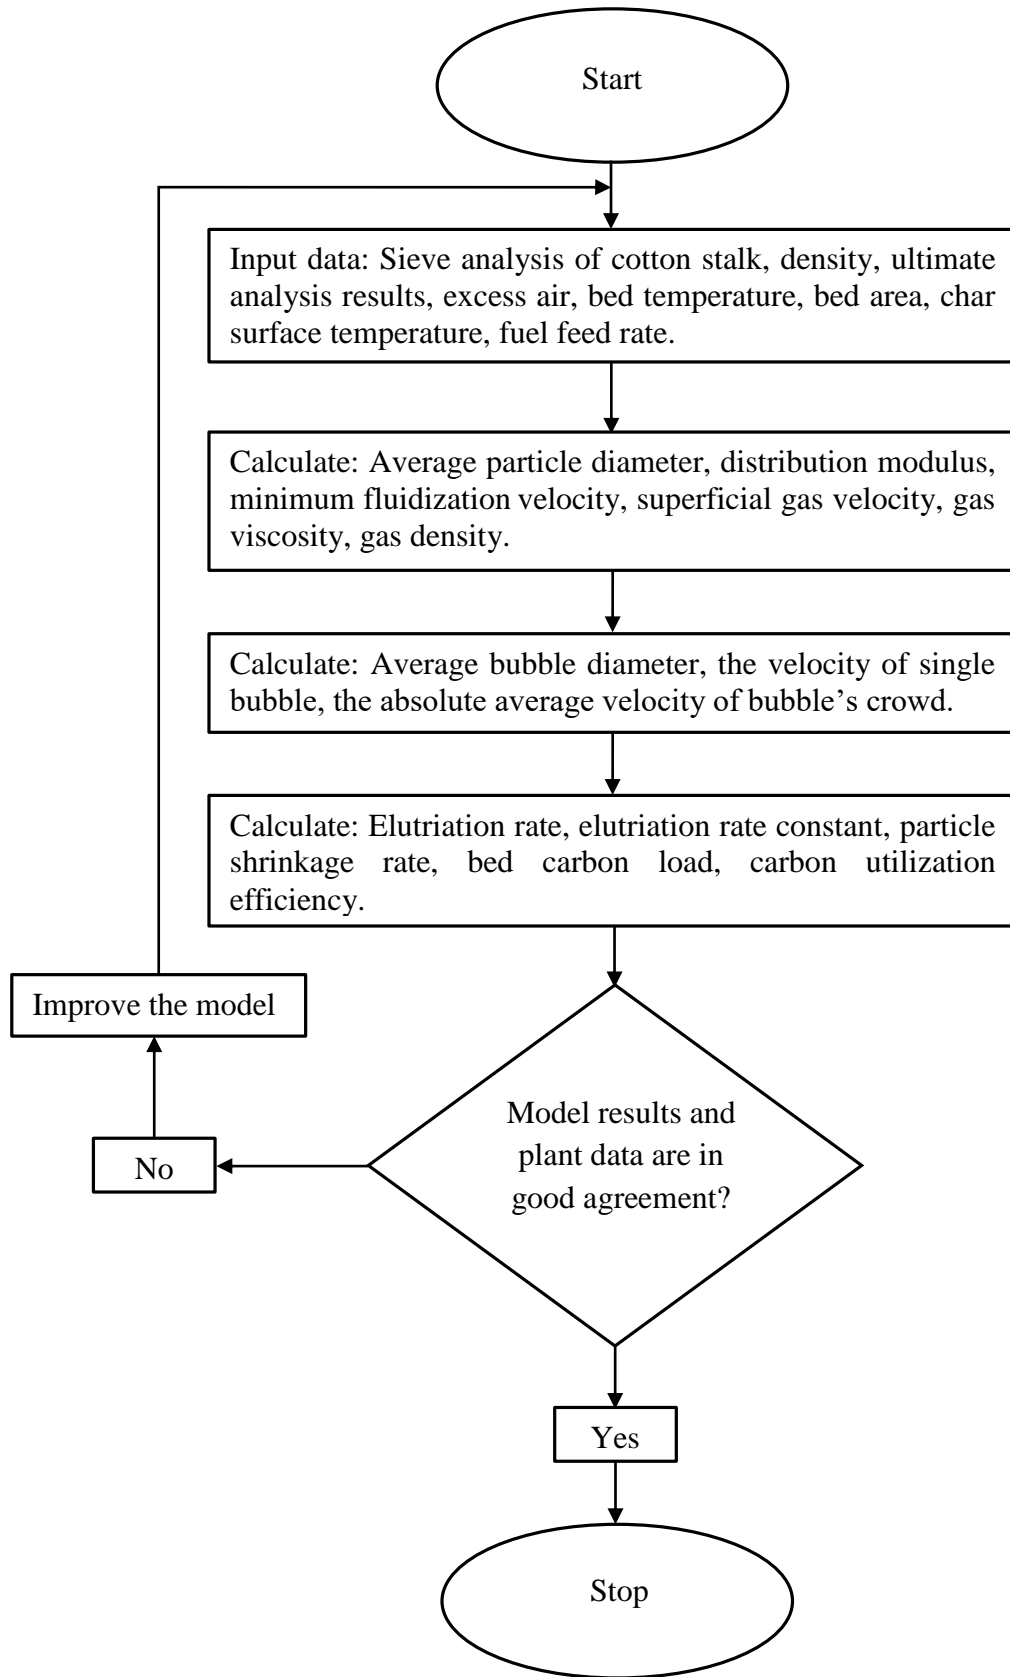 Start
Input data: Sieve analysis of cotton stalk, density, ultimate
analysis results, excess air, bed temperature, bed area, char
surface temperature, fuel feed rate.
Calculate: Average particle diameter, distribution modulus,
minimum fluidization velocity, superficial gas velocity, gas
viscosity, gas density.
Calculate: Average bubble diameter, the velocity of single
bubble, the absolute average velocity of bubble’s crowd.
Calculate: Elutriation rate, elutriation rate constant, particle
shrinkage rate, bed carbon load, carbon utilization
efficiency.
Improve the model
Model results and
plant data are in
good agreement?
No
Yes
Stop